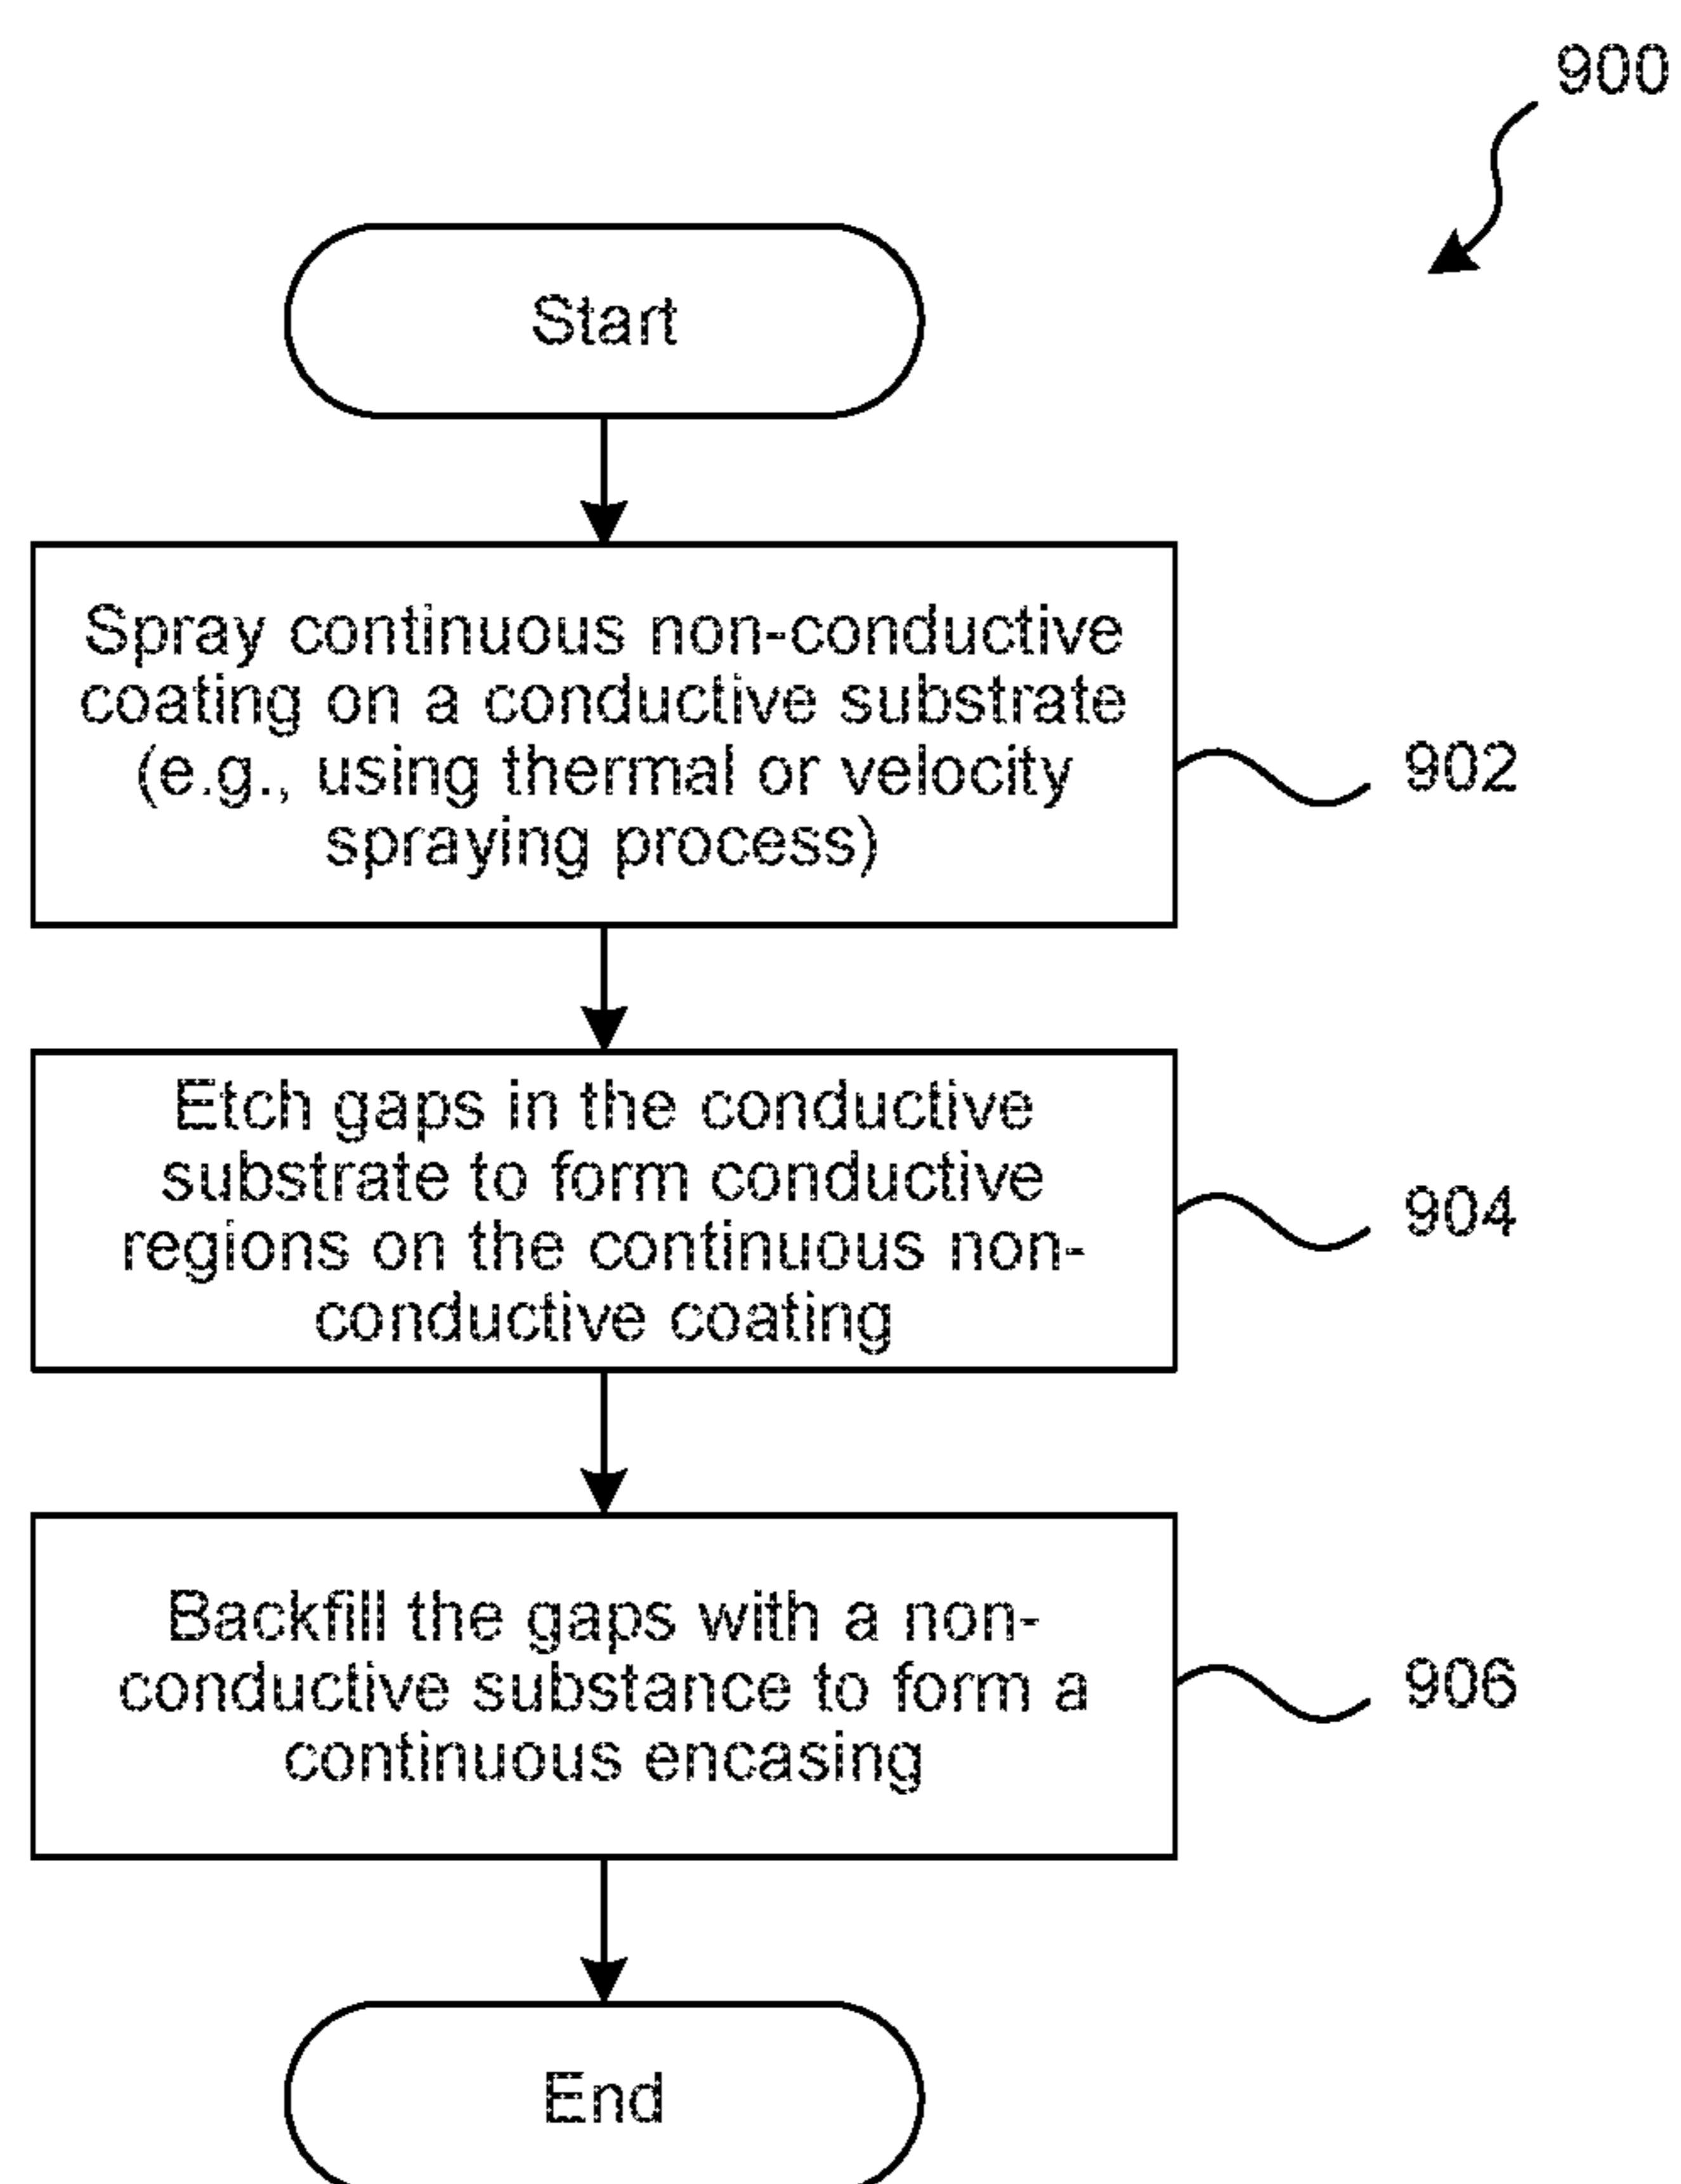 900
Start
Spray continuous non-conductive
coating on a conductive substrate
(e.g., using thermal or velocity
spraying process)
902
Etch gaps in the conductive
substrate to form conductive
regions on the continuous non-
conductive coating
904
Backfill the gaps with a non-
conductive substance to form a
continuous encasing
906
End